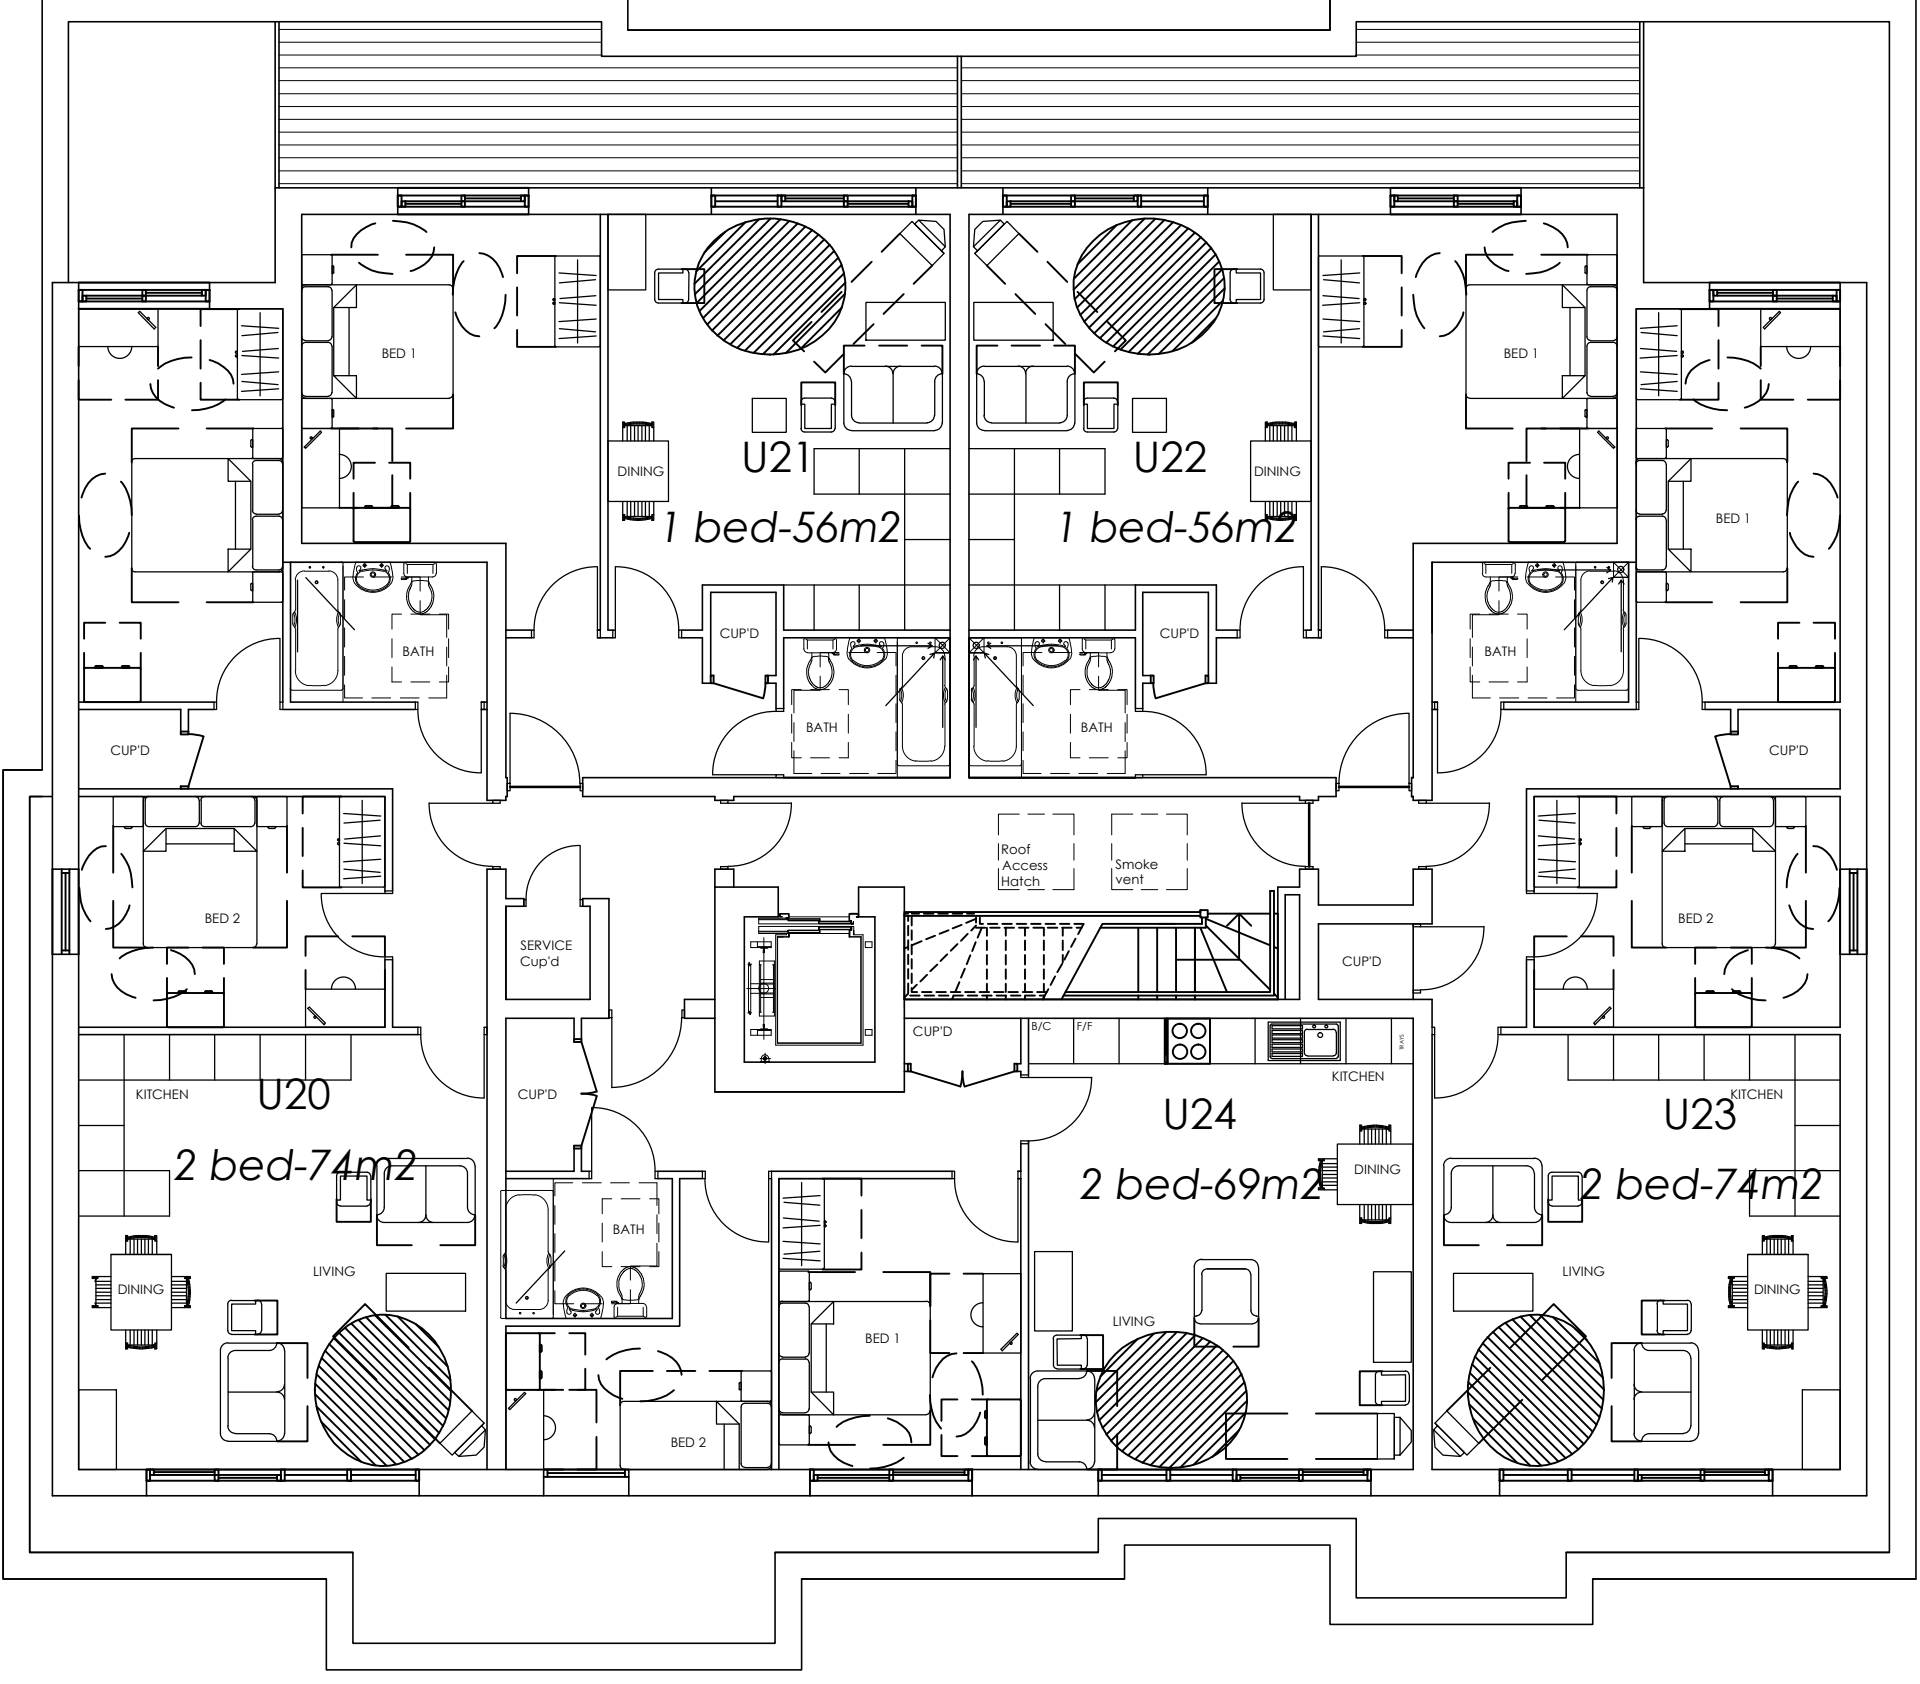 BED 1
BED 1
DINING
U21
U22
DINING
1 bed-56m2
1 bed-56m2
BED 1
BATH
CUP'D
CUP'D
BATH
CUP'D
BATH
BATH
CUP'D
Roof
Access
Hatch
Smoke
vent
BED 2
SERVICE
Cup'd
CUP'D
BED 2
KITCHEN
U20
2 bed-74m2
CUP'D
CUP'D
B/C
F/F
TRAYS
KITCHEN
U24
2 bed-69m2
DINING
KITCHEN
U23
2 bed-74m2
DINING
LIVING
BATH
LIVING
DINING
BED 2
BED 1
LIVING